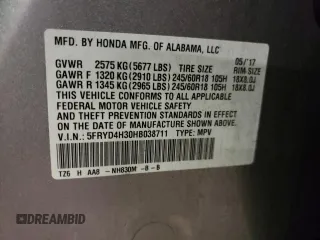 MFD. BY HONDA MFG. OF ALABAMA, LLC
05/'17
GVWR 2575 KG (5677 LBS) TIRE SIZE RIM-SIZE
GAWR F 1320 KG (2910 LBS) 245/60R18 105H 18X8.0J
GAWR R 1345 KG (2965 LBS) 245/60R18 105H 18X8.0J
THIS VEHICLE CONFORMS TO ALL APPLICABLE
FEDERAL MOTOR VEHICLE SAFETY
AND THEFT PREVENTION STANDARDS IN EFFECT
ON THE DATE OF MANUFACTURE SHOWN ABOVE.
V.I.N.: 5FRYD4H30HB038711 TYPE: MPV
TZ6 H AA8 -NH830M -B -B
DREAMBID